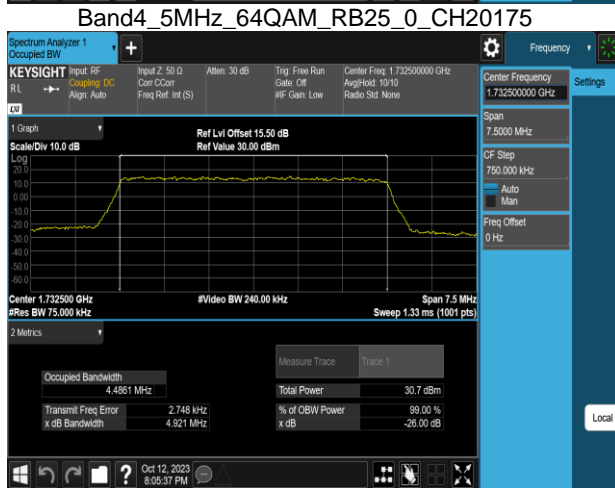 Band4_5MHz_64QAM_RB25_0_CH20175
Spectrum Analyzer 1
Occupied BW
+
Frequency
KEYSIGHT
RL
Input: RF
Coupling: DC
Align: Auto
Input Z: 50 Ω
Corr CCorr
Freq Ref: Int (S)
Atten: 30 dB
Trig: Free Run
Gate: Off
#IF Gain: Low
Center Freq: 1.732500000 GHz
Avg|Hold: 10/10
Radio Std: None
LXI
Center Frequency
1.732500000 GHz
Settings
Span
7.5000 MHz
CF Step
750.000 kHz
Auto
Man
Freq Offset
0 Hz
Local
1 Graph
Scale/Div 10.0 dB
Ref Lvl Offset 15.50 dB
Ref Value 30.00 dBm
Log
20.0
10.0
0.00
-10.0
-20.0
-30.0
-40.0
-50.0
-60.0
Center 1.732500 GHz
#Video BW 240.00 kHz
Span 7.5 MHz
#Res BW 75.000 kHz
Sweep 1.33 ms (1001 pts)
2 Metrics
Measure Trace
Trace 1
Occupied Bandwidth
4.4861 MHz
Total Power
30.7 dBm
Transmit Freq Error
2.748 kHz
% of OBW Power
99.00 %
x dB Bandwidth
4.921 MHz
x dB
-26.00 dB
?
Oct 12, 2023
8:05:37 PM